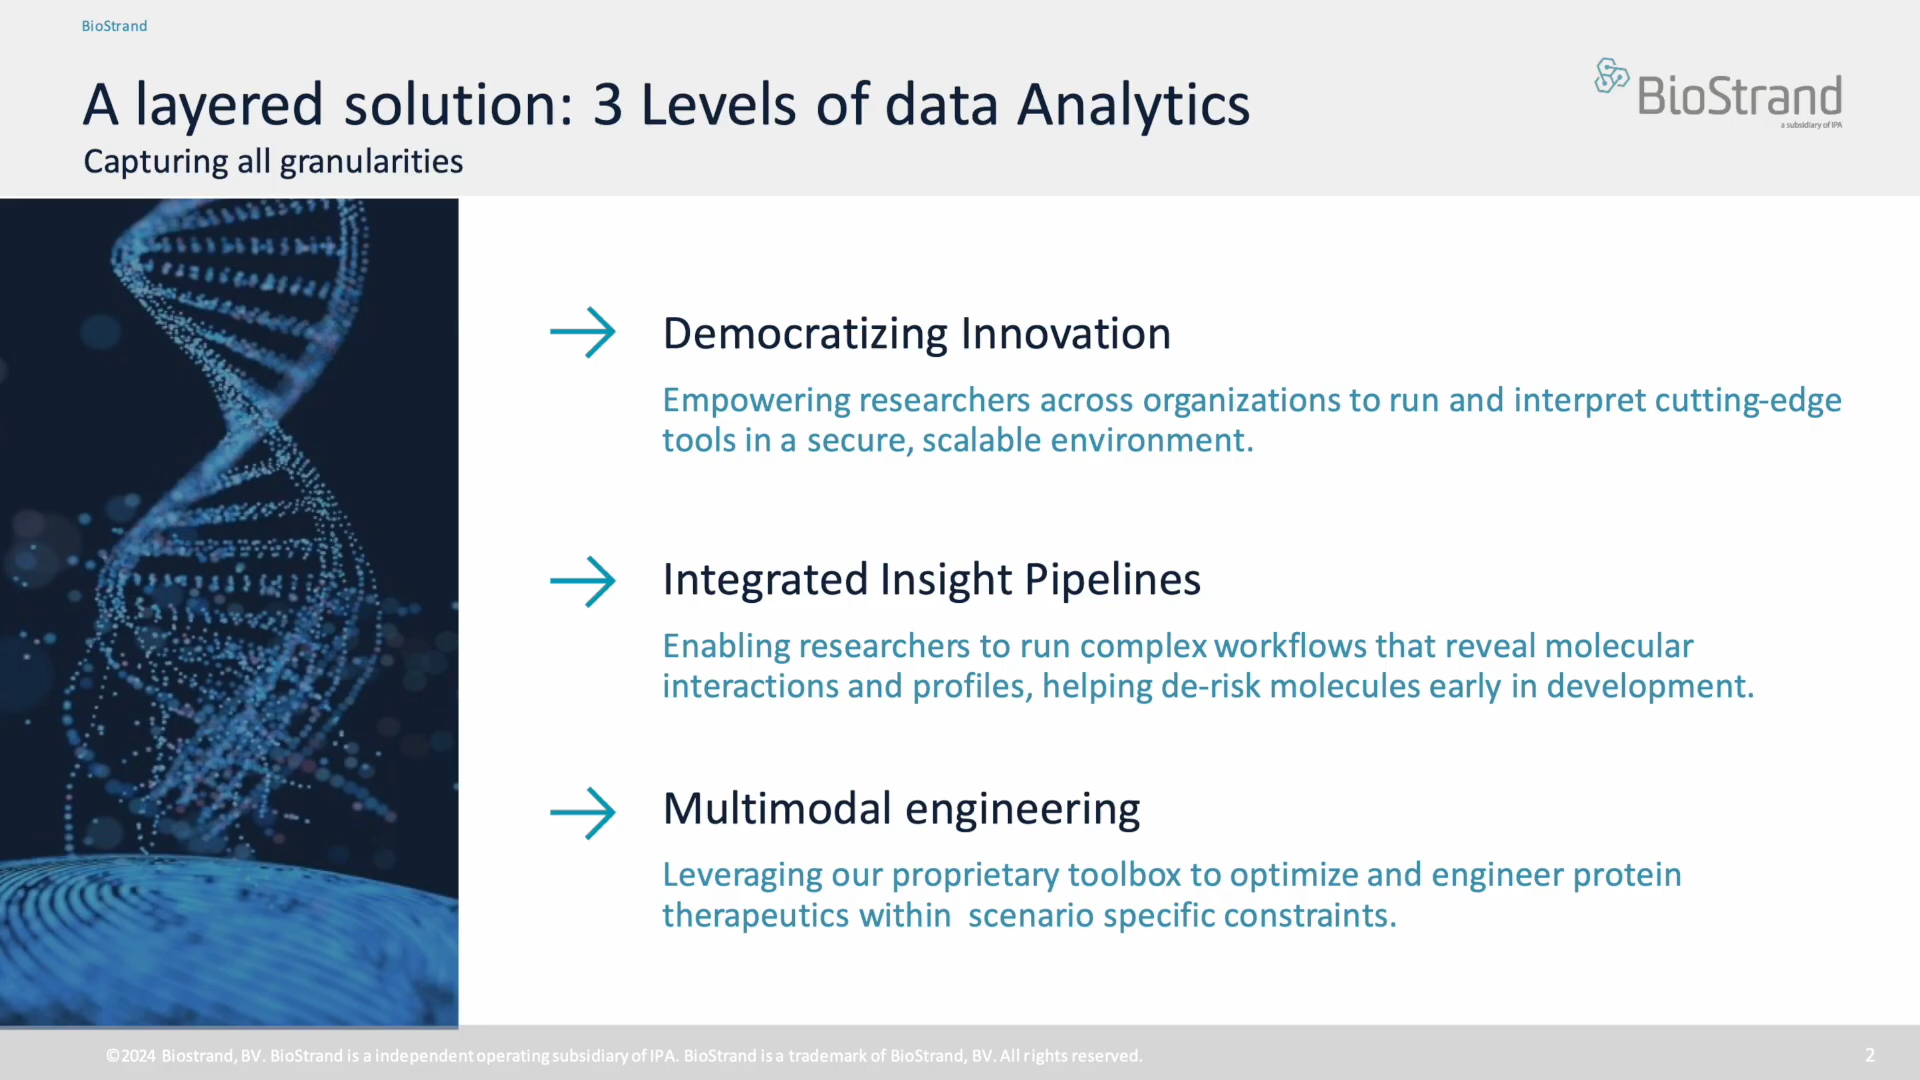 BioStrand
A layered solution: 3 Levels of data Analytics
Capturing all granularities
BioStrand
a subsidiary of IPA
Democratizing Innovation
Empowering researchers across organizations to run and interpret cutting-edge
tools in a secure, scalable environment.
Integrated Insight Pipelines
Enabling researchers to run complex workflows that reveal molecular
interactions and profiles, helping de-risk molecules early in development.
Multimodal engineering
Leveraging our proprietary toolbox to optimize and engineer protein
therapeutics within  scenario specific constraints.
©2024 Biostrand, BV. BioStrand is a independent operating subsidiary of IPA. BioStrand is a trademark of BioStrand, BV. All rights reserved.
2